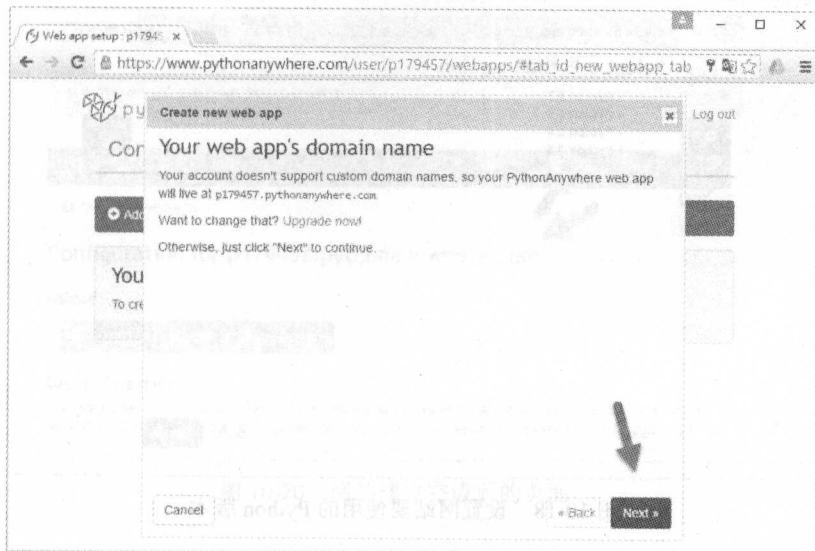 Web app setup : p17945
https://www.pythonanywhere.com/user/p179457/webapps/#tab_id_new_webapp_tab
py
Create new web app
Log out
Con
Your web app's domain name
Your account doesn't support custom domain names, so your PythonAnywhere web app
will live at p179457.pythonanywhere.com.
Add
Want to change that? Upgrade now!
Otherwise, just click "Next" to continue.
You
To cre
Cancel
« Back
Next »